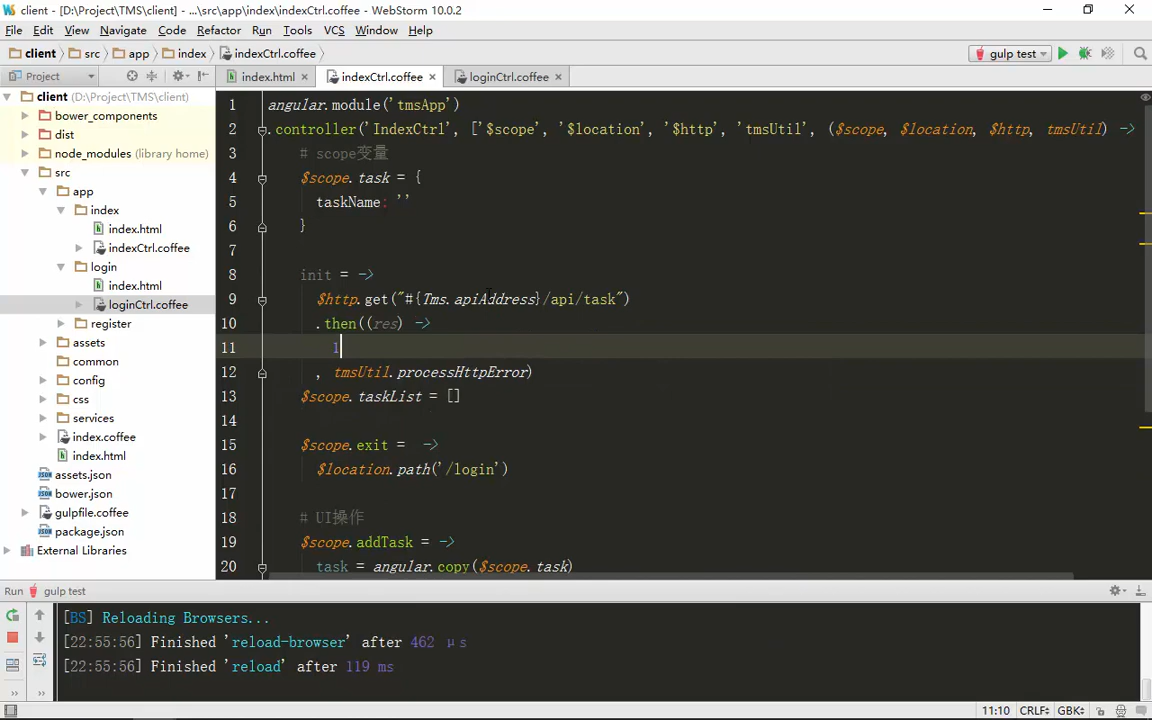 client - [D:\Project\TMS\client] - ...\src\app\index\indexCtrl.coffee - WebStorm 10.0.2
File Edit View Navigate Code Refactor Run Tools VCS Window Help
client src app index indexCtrl.coffee gulp test
Project index.html indexCtrl.coffee loginCtrl.coffee
client (D:\Project\TMS\client)
bower_components
dist
node_modules (library home)
src
app
index
index.html
indexCtrl.coffee
login
index.html
loginCtrl.coffee
register
assets
common
config
css
services
index.coffee
index.html
assets.json
bower.json
gulpfile.coffee
package.json
External Libraries
1 angular.module('tmsApp')
2 .controller('IndexCtrl', ['$scope', '$location', '$http', 'tmsUtil', ($scope, $location, $http, tmsUtil) ->
3 # scope变量
4 $scope.task = {
5 taskName: ''
6 }
7
8 init = ->
9 $http.get("#{Tms.apiAddress}/api/task")
10 .then((res) ->
11 1
12 , tmsUtil.processHttpError)
13 $scope.taskList = []
14
15 $scope.exit = ->
16 $location.path('/login')
17
18 # UI操作
19 $scope.addTask = ->
20 task = angular.copy($scope.task)
Run gulp test
[BS] Reloading Browsers...
[22:55:56] Finished 'reload-browser' after 462 μs
[22:55:56] Finished 'reload' after 119 ms
11:10 CRLF GBK